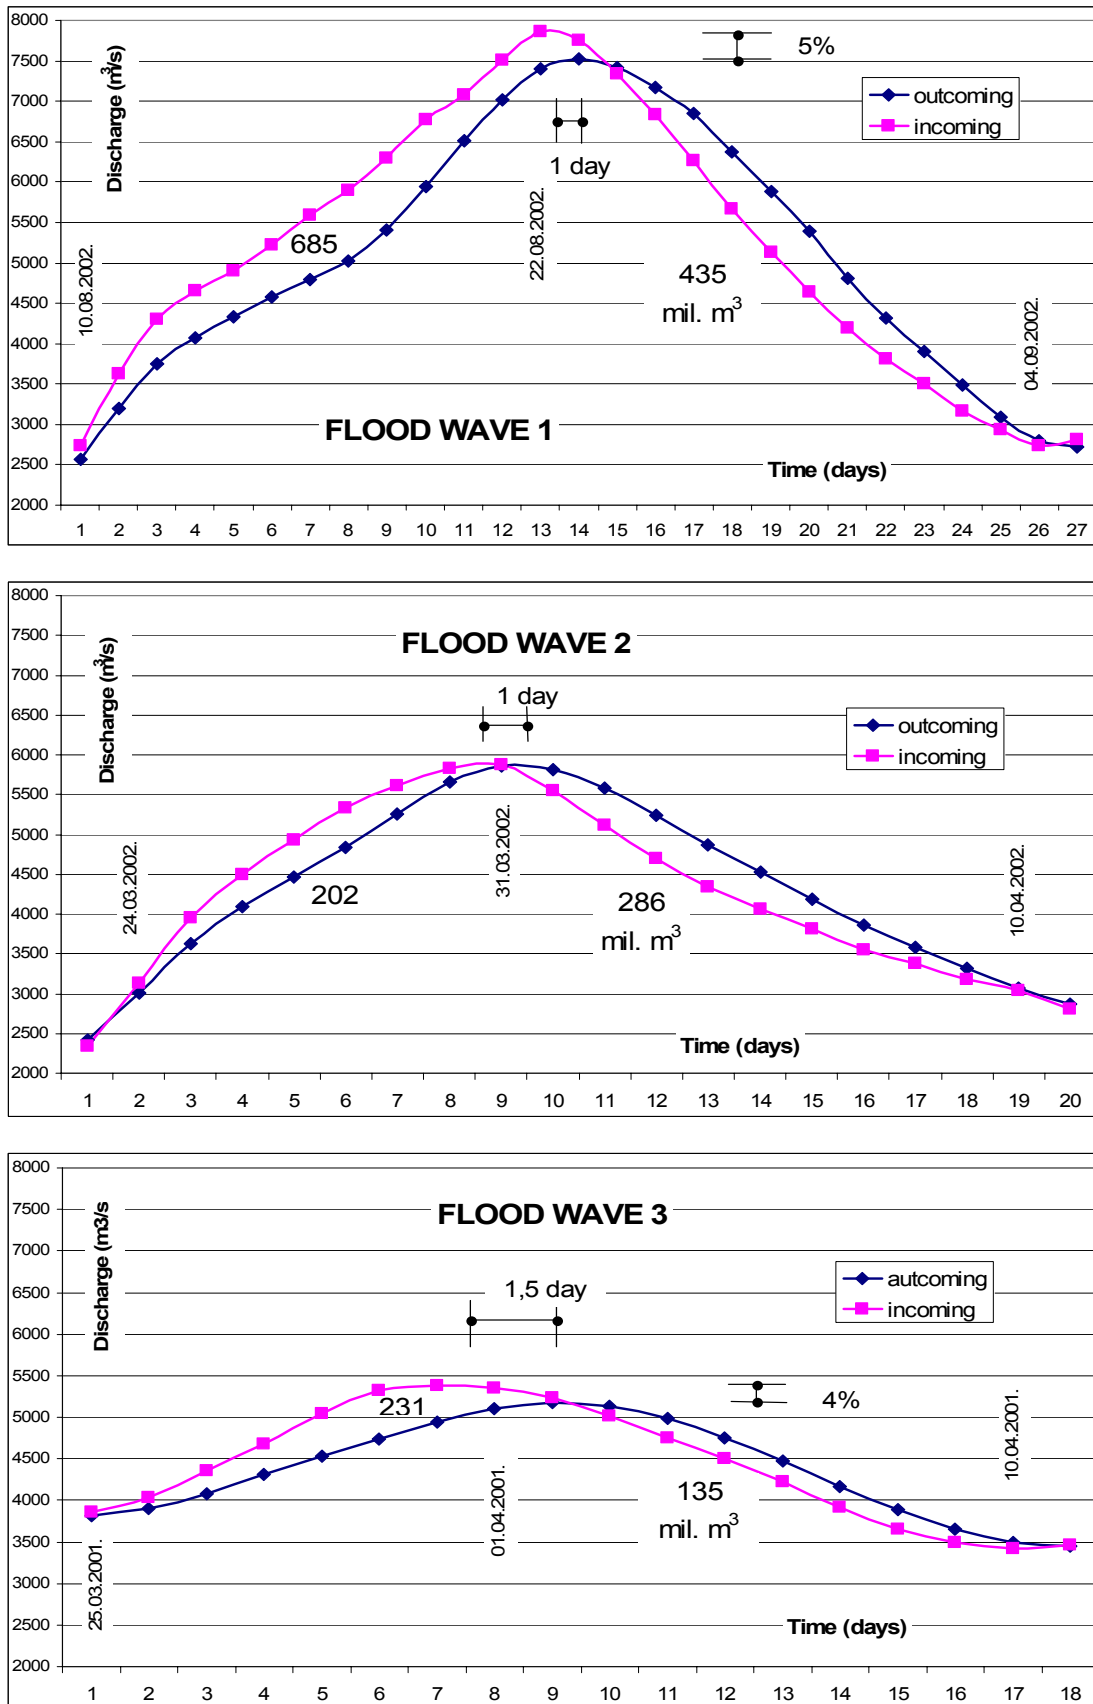 8000
7500
7000
6500
6000
5500
5000
4500
4000
3500
3000
2500
2000
Discharge (m³/s)
5%
outcoming
incoming
1 day
10.08.2002.
685
22.08.2002.
435
mil. m³
04.09.2002.
FLOOD WAVE 1
Time (days)
1 2 3 4 5 6 7 8 9 10 11 12 13 14 15 16 17 18 19 20 21 22 23 24 25 26 27
8000
7500
7000
6500
6000
5500
5000
4500
4000
3500
3000
2500
2000
Discharge (m³/s)
FLOOD WAVE 2
1 day
outcoming
incoming
24.03.2002.
202
31.03.2002.
286
mil. m³
10.04.2002.
Time (days)
1 2 3 4 5 6 7 8 9 10 11 12 13 14 15 16 17 18 19 20
8000
7500
7000
6500
6000
5500
5000
4500
4000
3500
3000
2500
2000
Discharge (m3/s
FLOOD WAVE 3
autcoming
incoming
1,5 day
231
4%
25.03.2001.
01.04.2001.
135
mil. m³
10.04.2001.
Time (days)
1 2 3 4 5 6 7 8 9 10 11 12 13 14 15 16 17 18